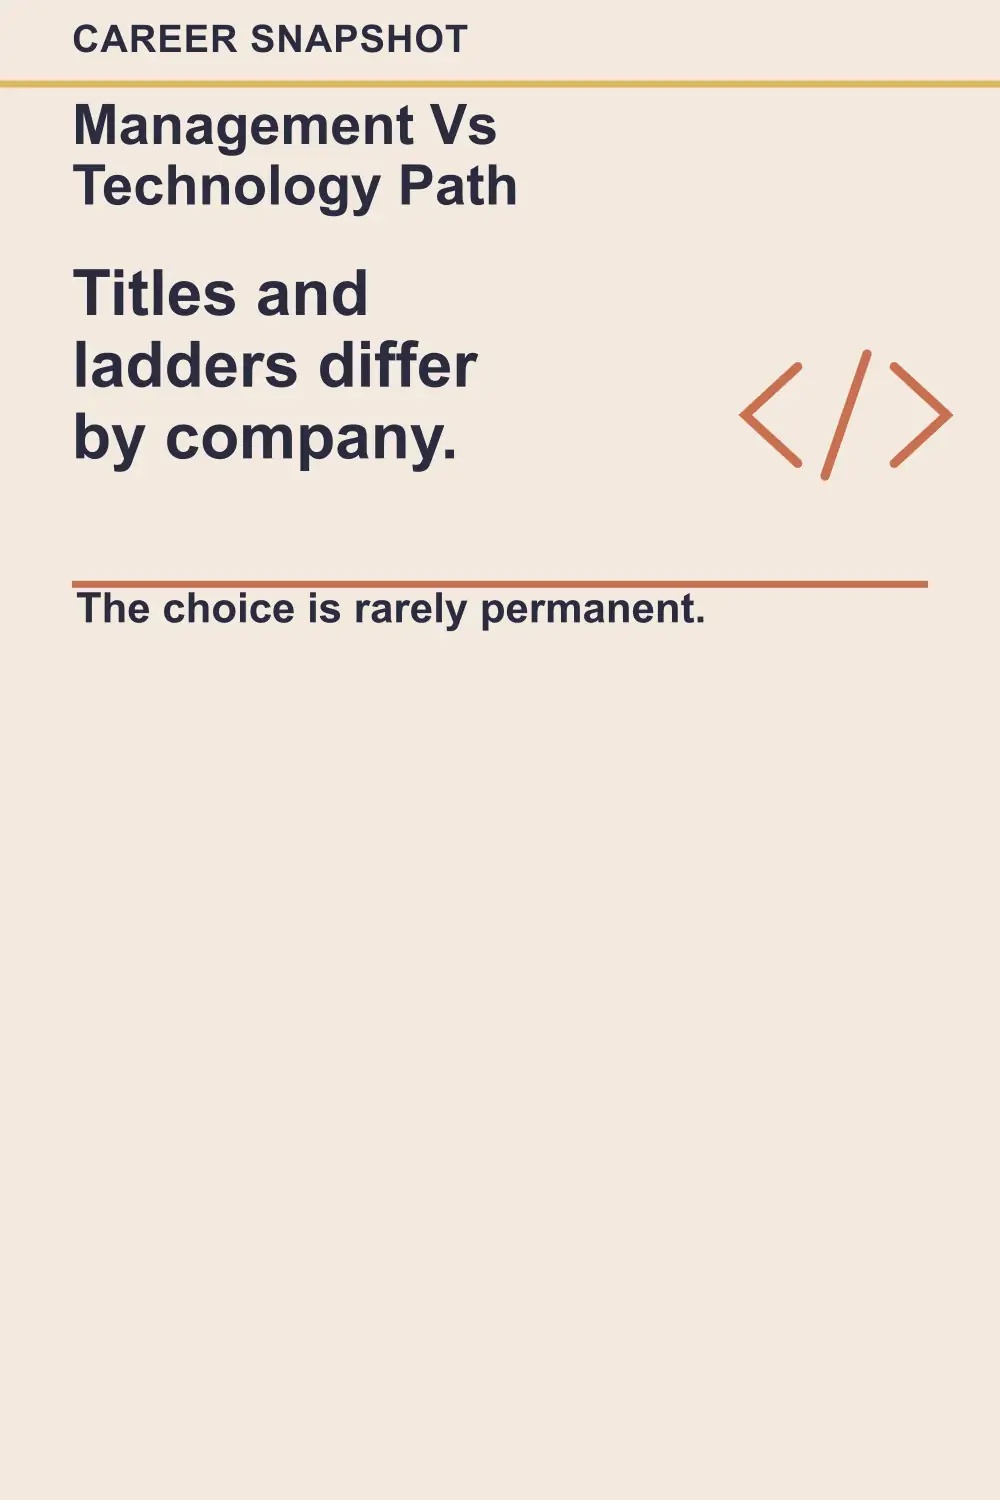 CAREER SNAPSHOT
Management Vs
Technology Path
Titles and
ladders differ
by company.
The choice is rarely permanent.